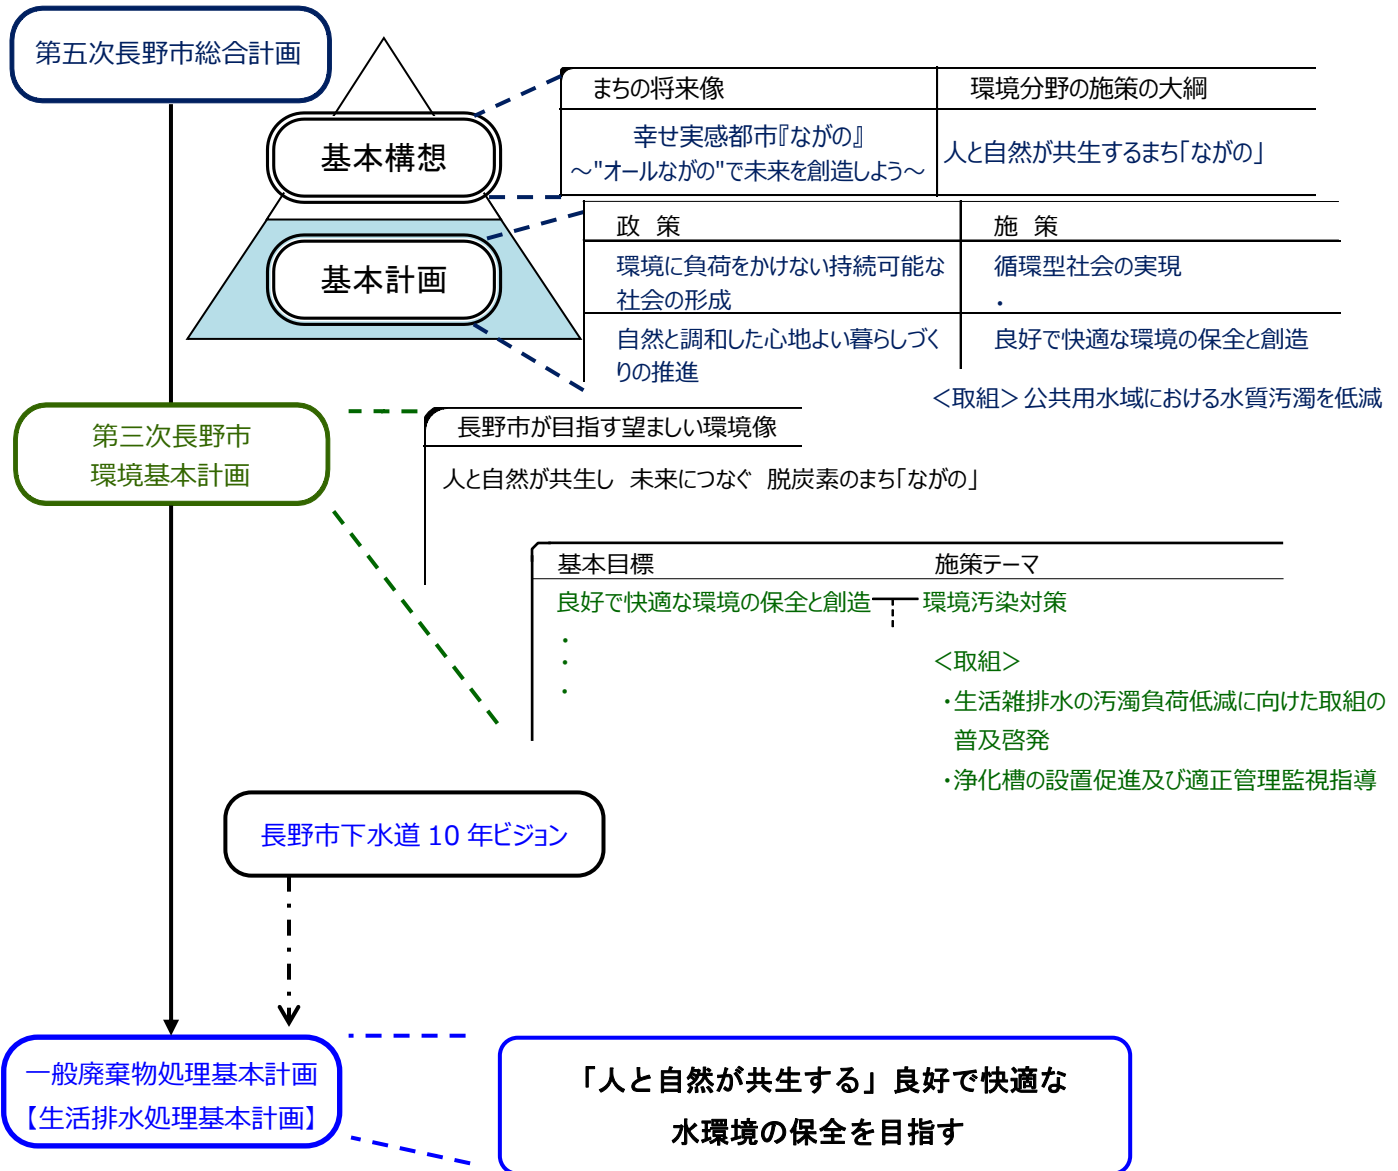 第五次長野市総合計画
基本構想
まちの将来像
環境分野の施策の大綱
幸せ実感都市『ながの』
～"オールながの"で未来を創造しよう～
人と自然が共生するまち「ながの」
基本計画
政　策
施　策
環境に負荷をかけない持続可能な
社会の形成
循環型社会の実現
・
自然と調和した心地よい暮らしづく
りの推進
良好で快適な環境の保全と創造
＜取組＞公共用水域における水質汚濁を低減
第三次長野市
環境基本計画
長野市が目指す望ましい環境像
人と自然が共生し　未来につなぐ　脱炭素のまち「ながの」
基本目標
施策テーマ
良好で快適な環境の保全と創造
環境汚染対策
・
・
・
＜取組＞
・生活雑排水の汚濁負荷低減に向けた取組の
普及啓発
・浄化槽の設置促進及び適正管理監視指導
長野市下水道 10 年ビジョン
一般廃棄物処理基本計画
【生活排水処理基本計画】
「人と自然が共生する」良好で快適な
水環境の保全を目指す